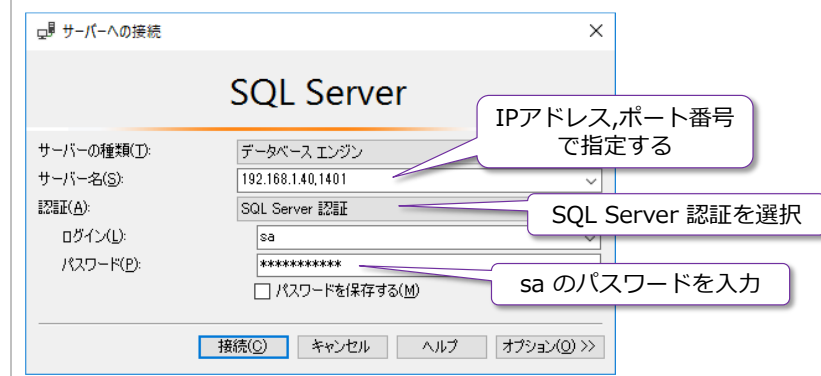 サーバーへの接続
SQL Server
IPアドレス,ポート番号
で指定する
サーバーの種類(T):
データベース エンジン
サーバー名(S):
192.168.1.40,1401
認証(A):
SQL Server 認証
SQL Server 認証を選択
ログイン(L):
sa
パスワード(P):
***********
sa のパスワードを入力
パスワードを保存する(M)
接続(C)
キャンセル
ヘルプ
オプション(O) >>